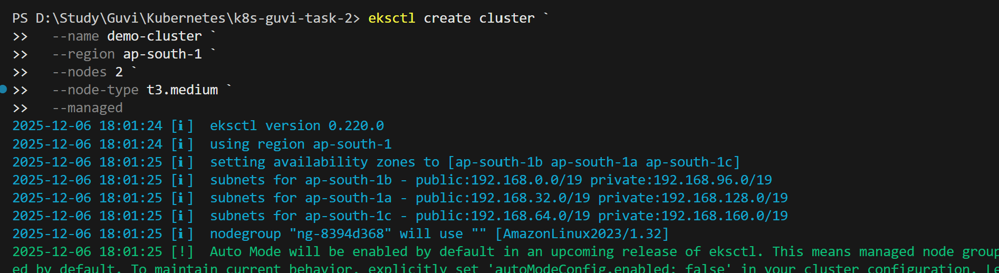 PS D:\Study\Guvi\Kubernetes\k8s-guvi-task-2> eksctl create cluster `
>>   --name demo-cluster `
>>   --region ap-south-1 `
>>   --nodes 2 `
>>   --node-type t3.medium `
>>   --managed
2025-12-06 18:01:24 [ℹ]  eksctl version 0.220.0
2025-12-06 18:01:24 [ℹ]  using region ap-south-1
2025-12-06 18:01:25 [ℹ]  setting availability zones to [ap-south-1b ap-south-1a ap-south-1c]
2025-12-06 18:01:25 [ℹ]  subnets for ap-south-1b - public:192.168.0.0/19 private:192.168.96.0/19
2025-12-06 18:01:25 [ℹ]  subnets for ap-south-1a - public:192.168.32.0/19 private:192.168.128.0/19
2025-12-06 18:01:25 [ℹ]  subnets for ap-south-1c - public:192.168.64.0/19 private:192.168.160.0/19
2025-12-06 18:01:25 [ℹ]  nodegroup "ng-8394d368" will use "" [AmazonLinux2023/1.32]
2025-12-06 18:01:25 [!]  Auto Mode will be enabled by default in an upcoming release of eksctl. This means managed node group
ed by default. To maintain current behavior, explicitly set 'autoModeConfig.enabled: false' in your cluster configuration. Le